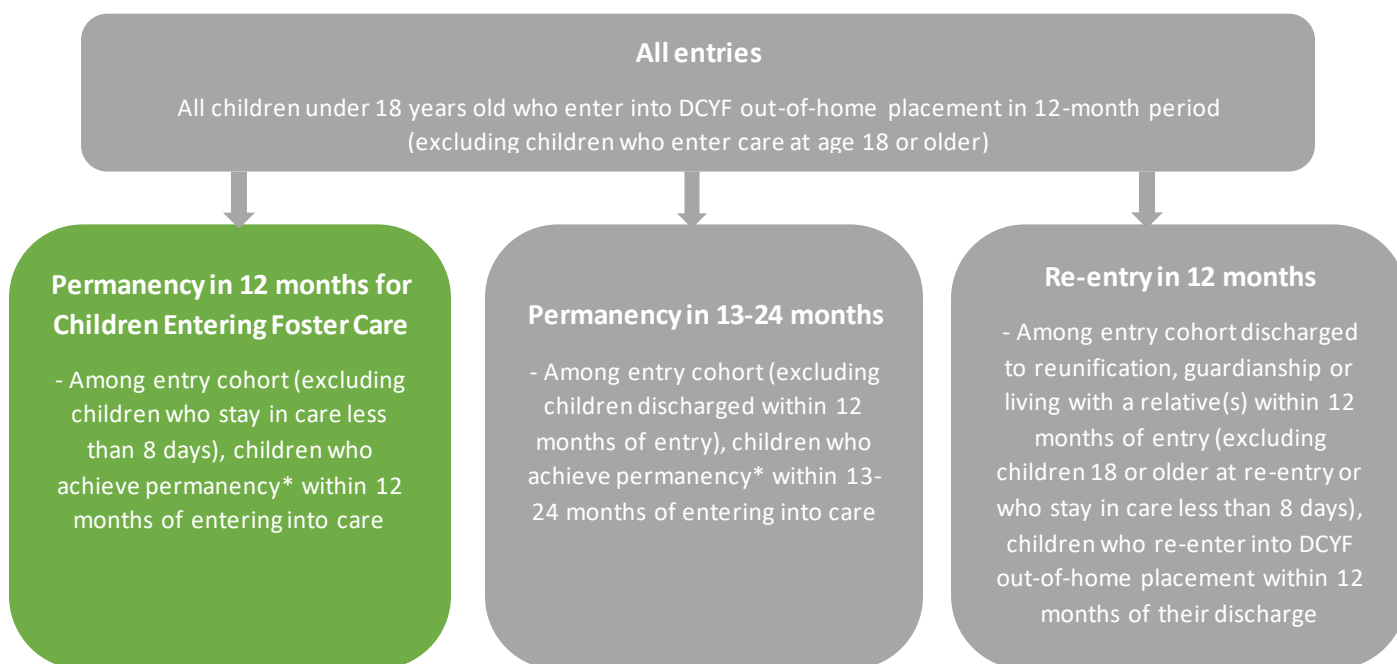 All entries
All children under 18 years old who enter into DCYF out-of-home placement in 12-month period
(excluding children who enter care at age 18 or older)
Permanency in 12 months for
Children Entering Foster Care
- Among entry cohort (excluding
children who stay in care less
than 8 days), children who
achieve permanency* within 12
months of entering into care
Permanency in 13-24 months
- Among entry cohort (excluding
children discharged within 12
months of entry), children who
achieve permanency* within 13-
24 months of entering into care
Re-entry in 12 months
- Among entry cohort discharged
to reunification, guardianship or
living with a relative(s) within 12
months of entry (excluding
children 18 or older at re-entry or
who stay in care less than 8 days),
children who re-enter into DCYF
out-of-home placement within 12
months of their discharge